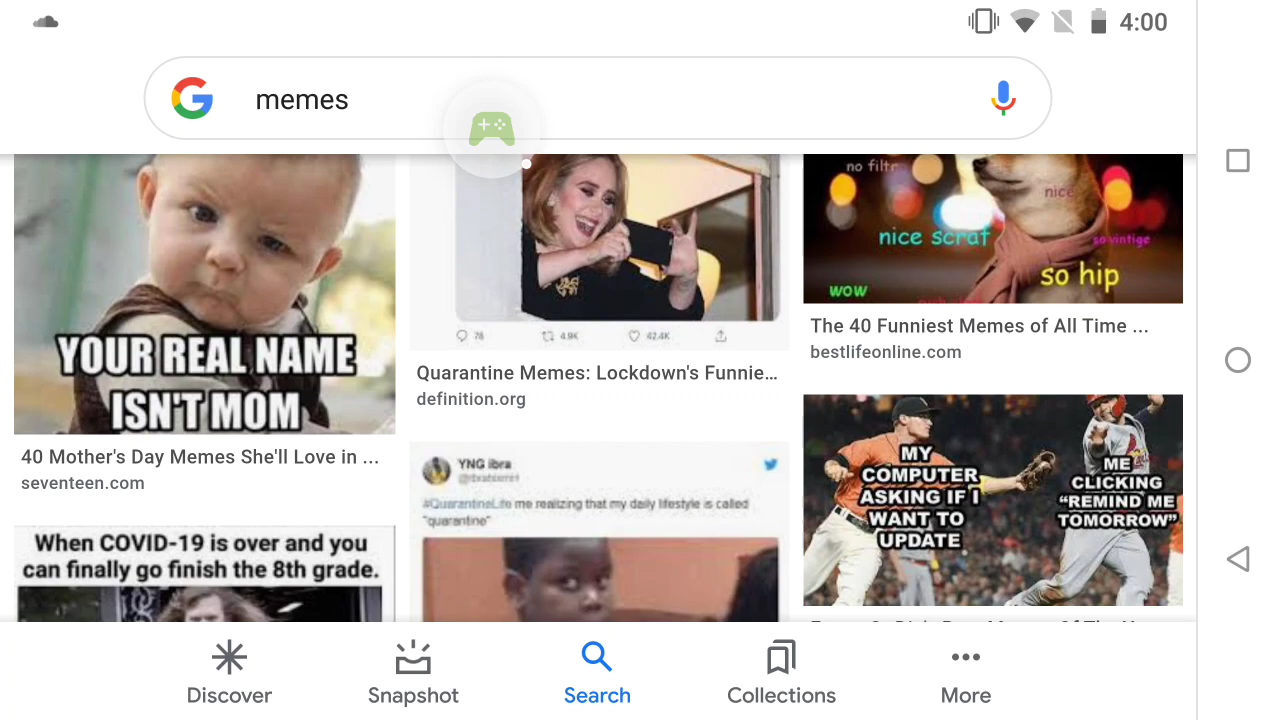 4:00
memes
YOUR REAL NAME
ISN'T MOM
40 Mother's Day Memes She'll Love in ...
seventeen.com
When COVID-19 is over and you
can finally go finish the 8th grade.
78 4.9K 42.4K
Quarantine Memes: Lockdown's Funnie...
definition.org
YNG ibra
#QuarantineLife me realizing that my daily lifestyle is called
"quarantine"
no filtr
nice
nice scraf
so vintige
so hip
wow
The 40 Funniest Memes of All Time ...
bestlifeonline.com
MY
COMPUTER
ASKING IF I
WANT TO
UPDATE
ME
CLICKING
"REMIND ME
TOMORROW"
Discover
Snapshot
Search
Collections
More